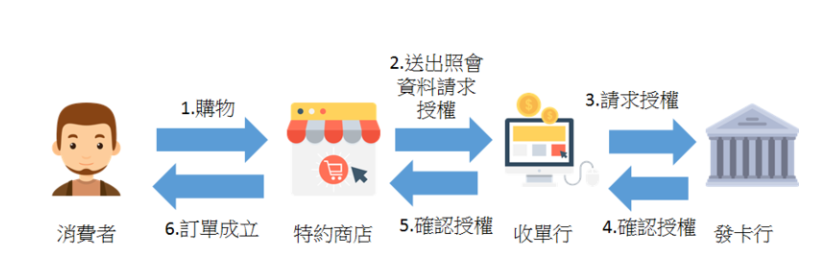 1.購物
2.送出照會
資料請求
授權
3.請求授權
6.訂單成立
5.確認授權
4.確認授權
消費者
特約商店
收單行
發卡行